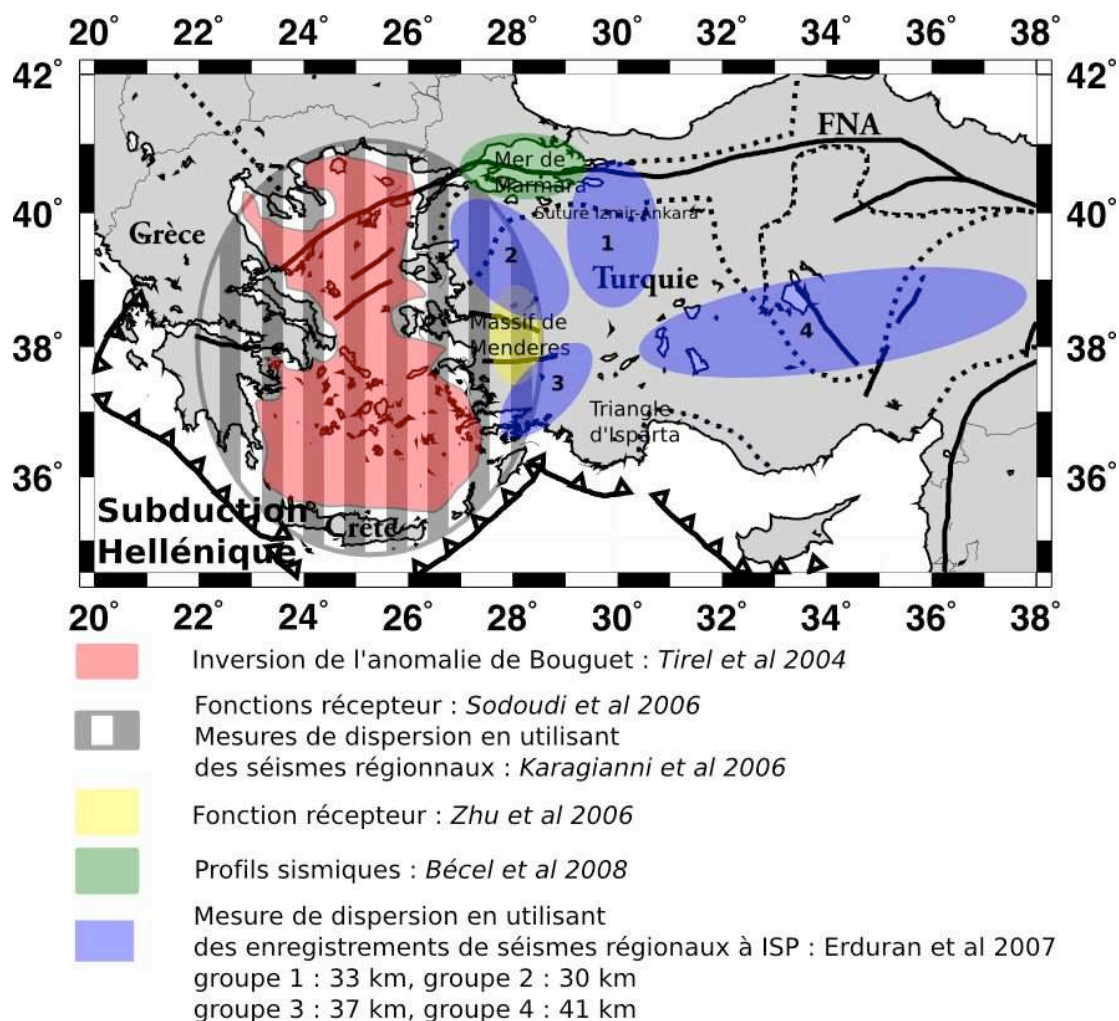 20° 22° 24° 26° 28° 30° 32° 34° 36° 38°
42° 42°
FNA
Mer de
Marmara
40° 40°
Suture Izmir-Ankara
Grèce
1
2
Turquie
Massif de
Menderes
4
38° 38°
3
Triangle
d'Isparta
36° 36°
Subduction
Hellénique
Crète
20° 22° 24° 26° 28° 30° 32° 34° 36° 38°
Inversion de l'anomalie de Bouguet : Tirel et al 2004
Fonctions récepteur : Sodoudi et al 2006
Mesures de dispersion en utilisant
des séismes régionnaux : Karagianni et al 2006
Fonction récepteur : Zhu et al 2006
Profils sismiques : Bécel et al 2008
Mesure de dispersion en utilisant
des enregistrements de séismes régionaux à ISP : Erduran et al 2007
groupe 1 : 33 km, groupe 2 : 30 km
groupe 3 : 37 km, groupe 4 : 41 km